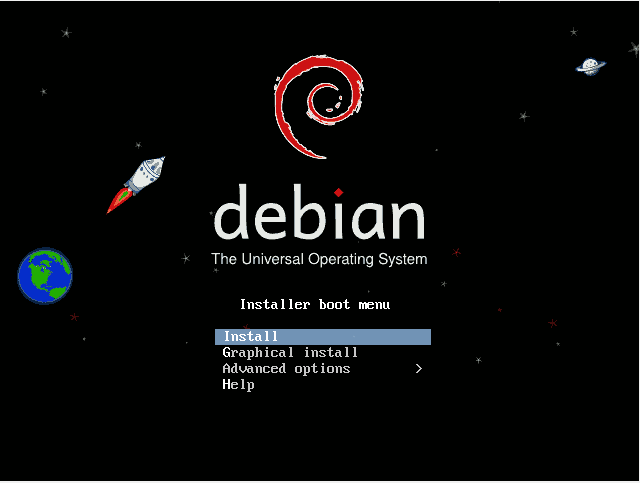 debian
The Universal Operating System
Installer boot menu
Install
Graphical install
Advanced options >
Help